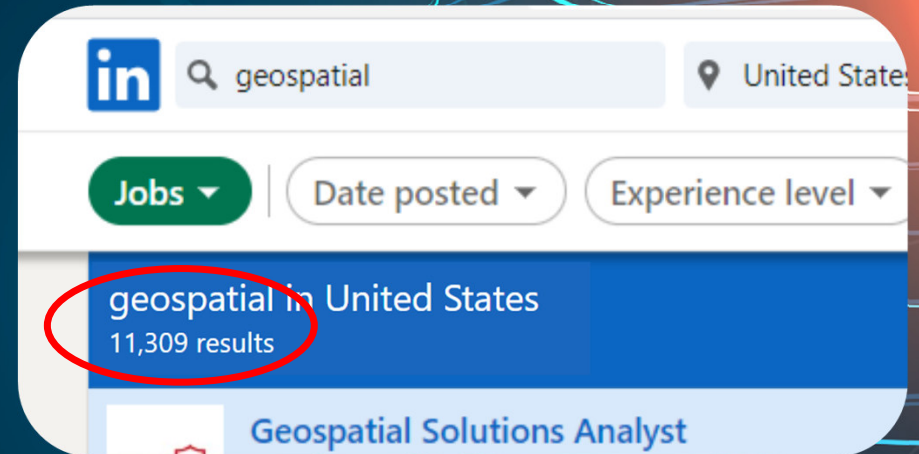 in geospatial United States
Jobs Date posted Experience level
geospatial in United States
11,309 results
Geospatial Solutions Analyst